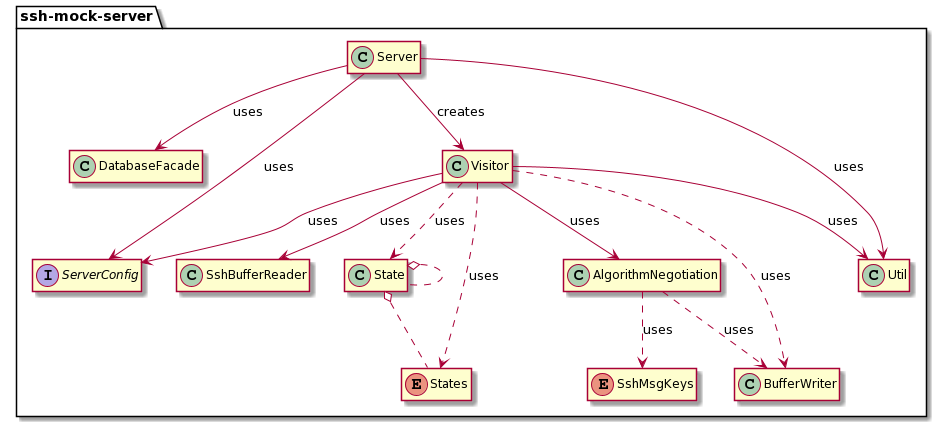 ssh-mock-server
C Server
uses
creates
uses
uses
C DatabaseFacade
C Visitor
uses
uses
uses
uses
uses
uses
uses
I ServerConfig
C SshBufferReader
C State
C AlgorithmNegotiation
C Util
uses
uses
E States
E SshMsgKeys
C BufferWriter